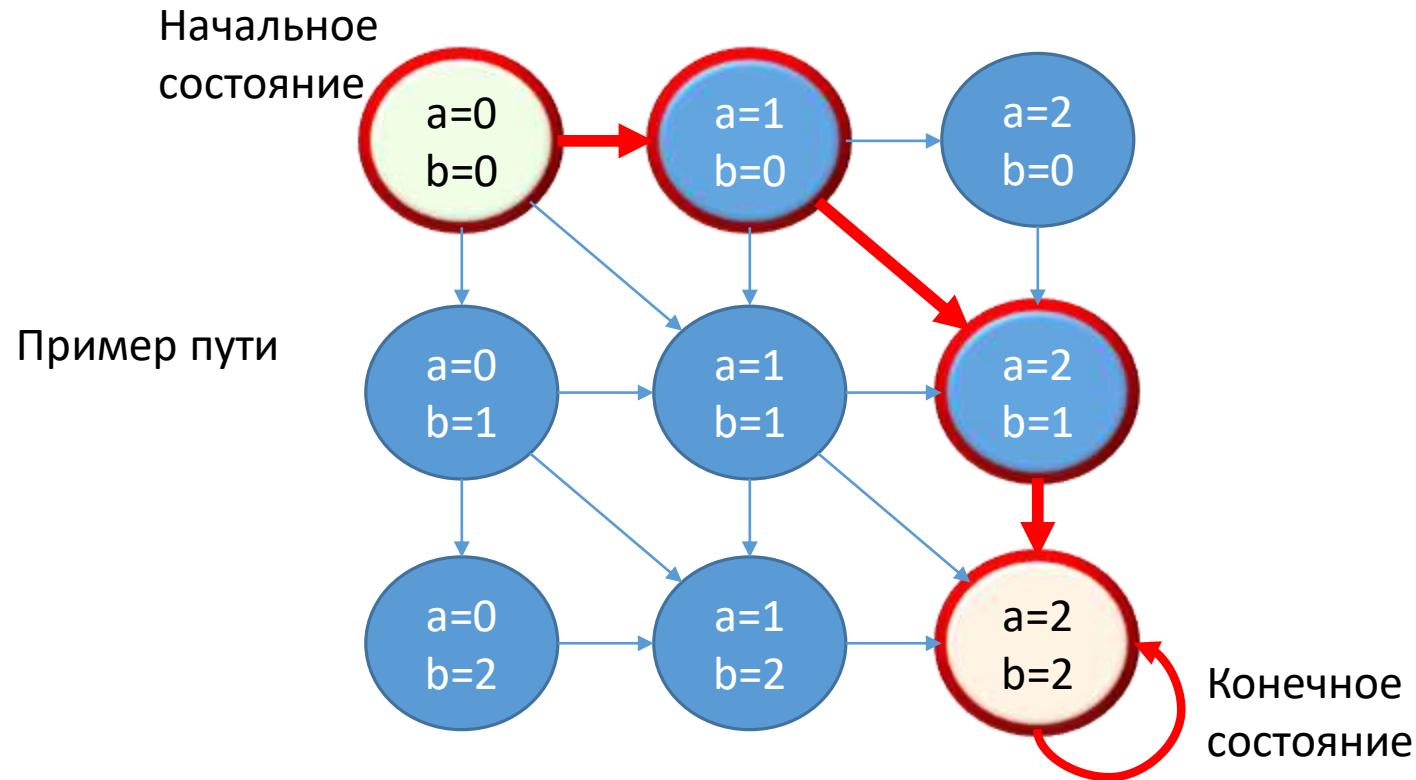 Начальное
состояние
a=0
b=0
a=1
b=0
a=2
b=0
Пример пути
a=0
b=1
a=1
b=1
a=2
b=1
a=0
b=2
a=1
b=2
a=2
b=2
Конечное
состояние